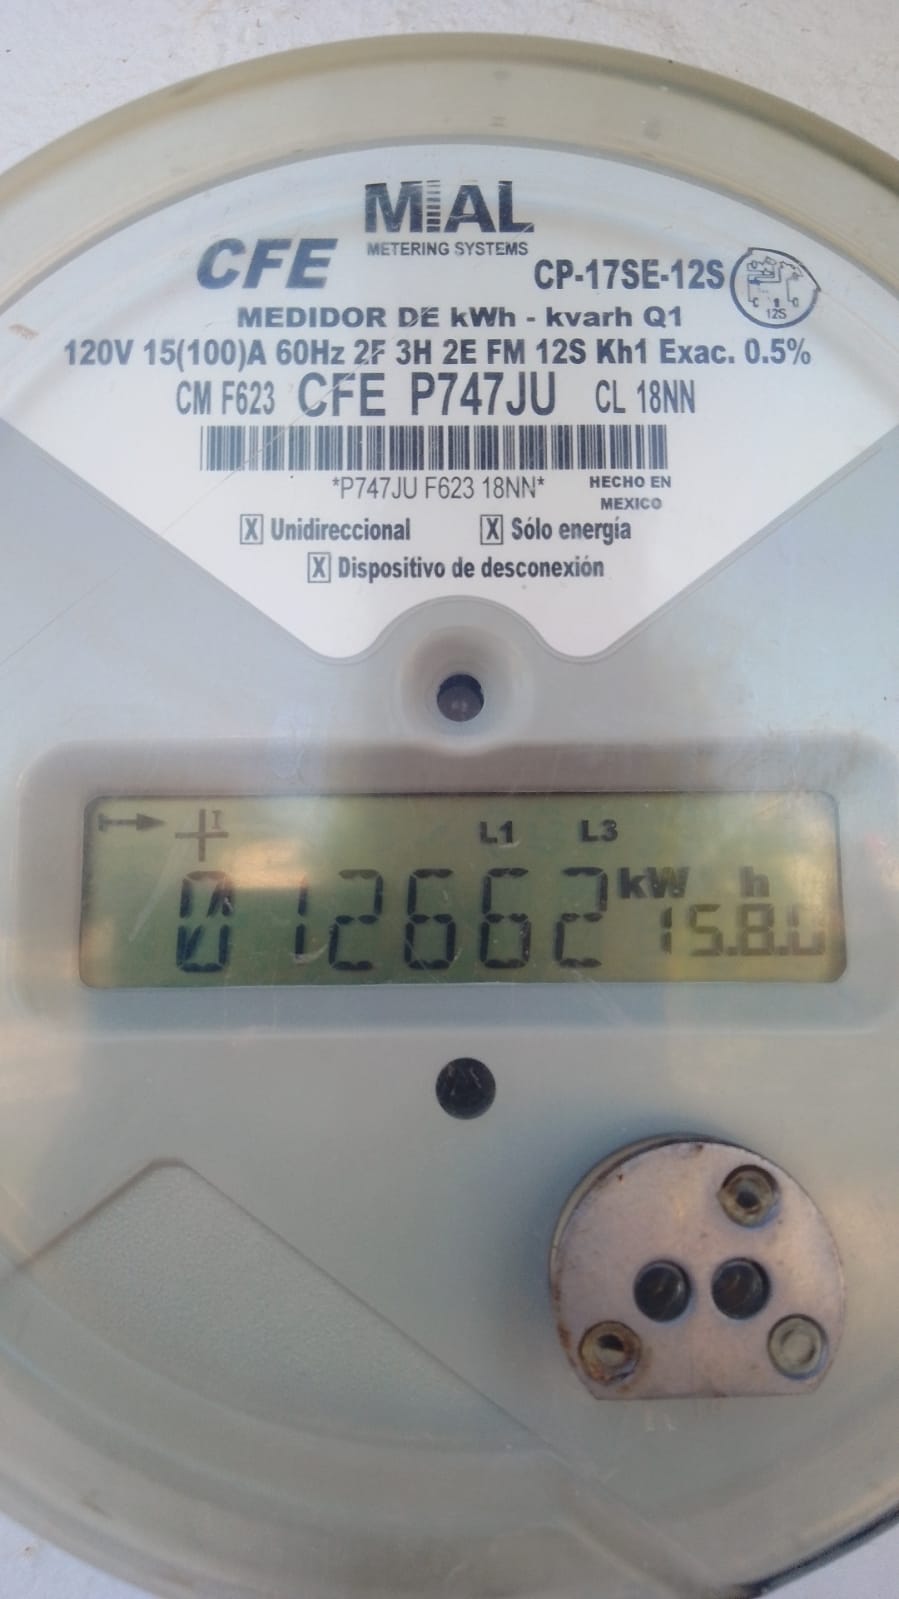 MIAL
METERING SYSTEMS
CFE
CP-17SE-12S
12S
MEDIDOR DE kWh - kvarh Q1
120V 15(100)A 60Hz 2F 3H 2E FM 12S Kh1 Exac. 0.5%
CM F623 CFE P747JU CL 18NN
*P747JU F623 18NN*
HECHO EN
MEXICO
X Unidireccional X Sólo energía
X Dispositivo de desconexión
I L1 L3
012662 kW h
15.8.